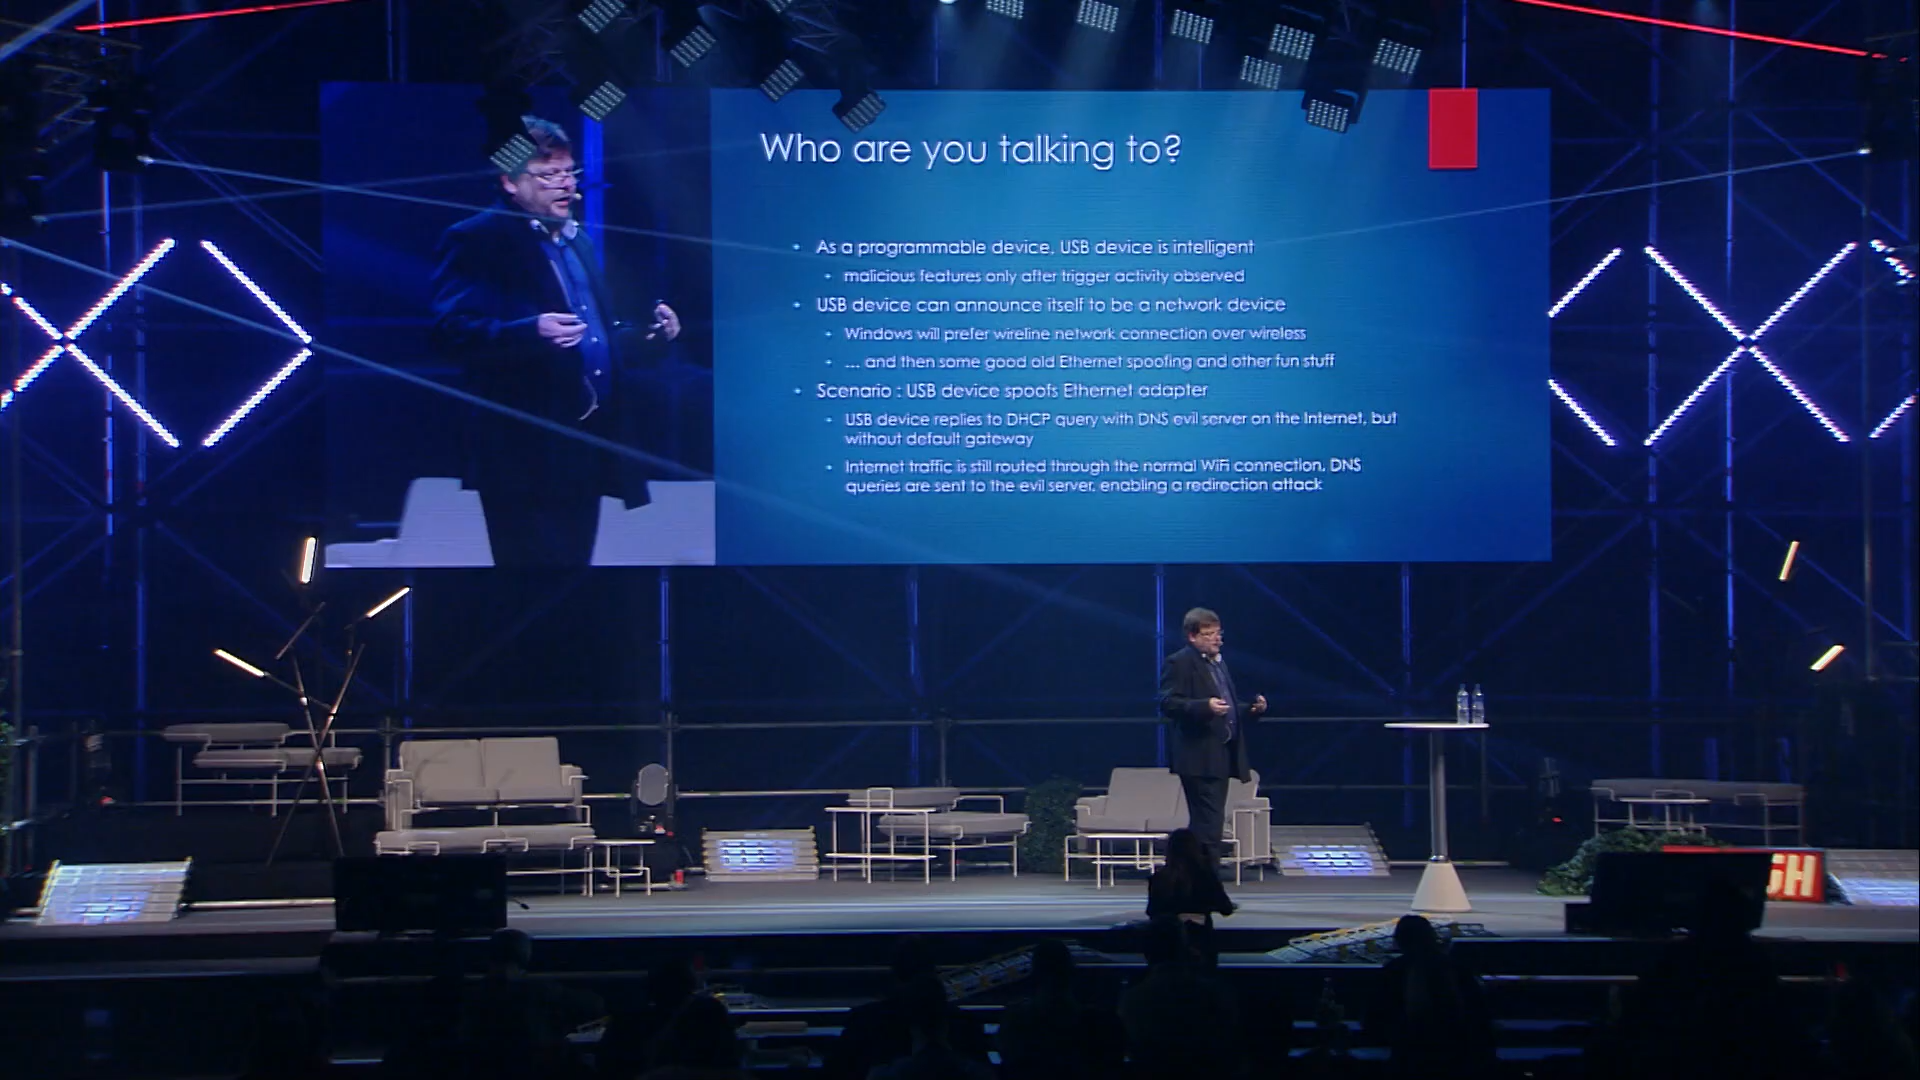 Who are you talking to?
• As a programmable device, USB device is intelligent
• malicious features only after trigger activity observed
• USB device can announce itself to be a network device
• Windows will prefer wireline network connection over wireless
• ... and then some good old Ethernet spoofing and other fun stuff
• Scenario : USB device spoofs Ethernet adapter
• USB device replies to DHCP query with DNS evil server on the Internet, but
without default gateway
• Internet traffic is still routed through the normal WiFi connection, DNS
queries are sent to the evil server, enabling a redirection attack